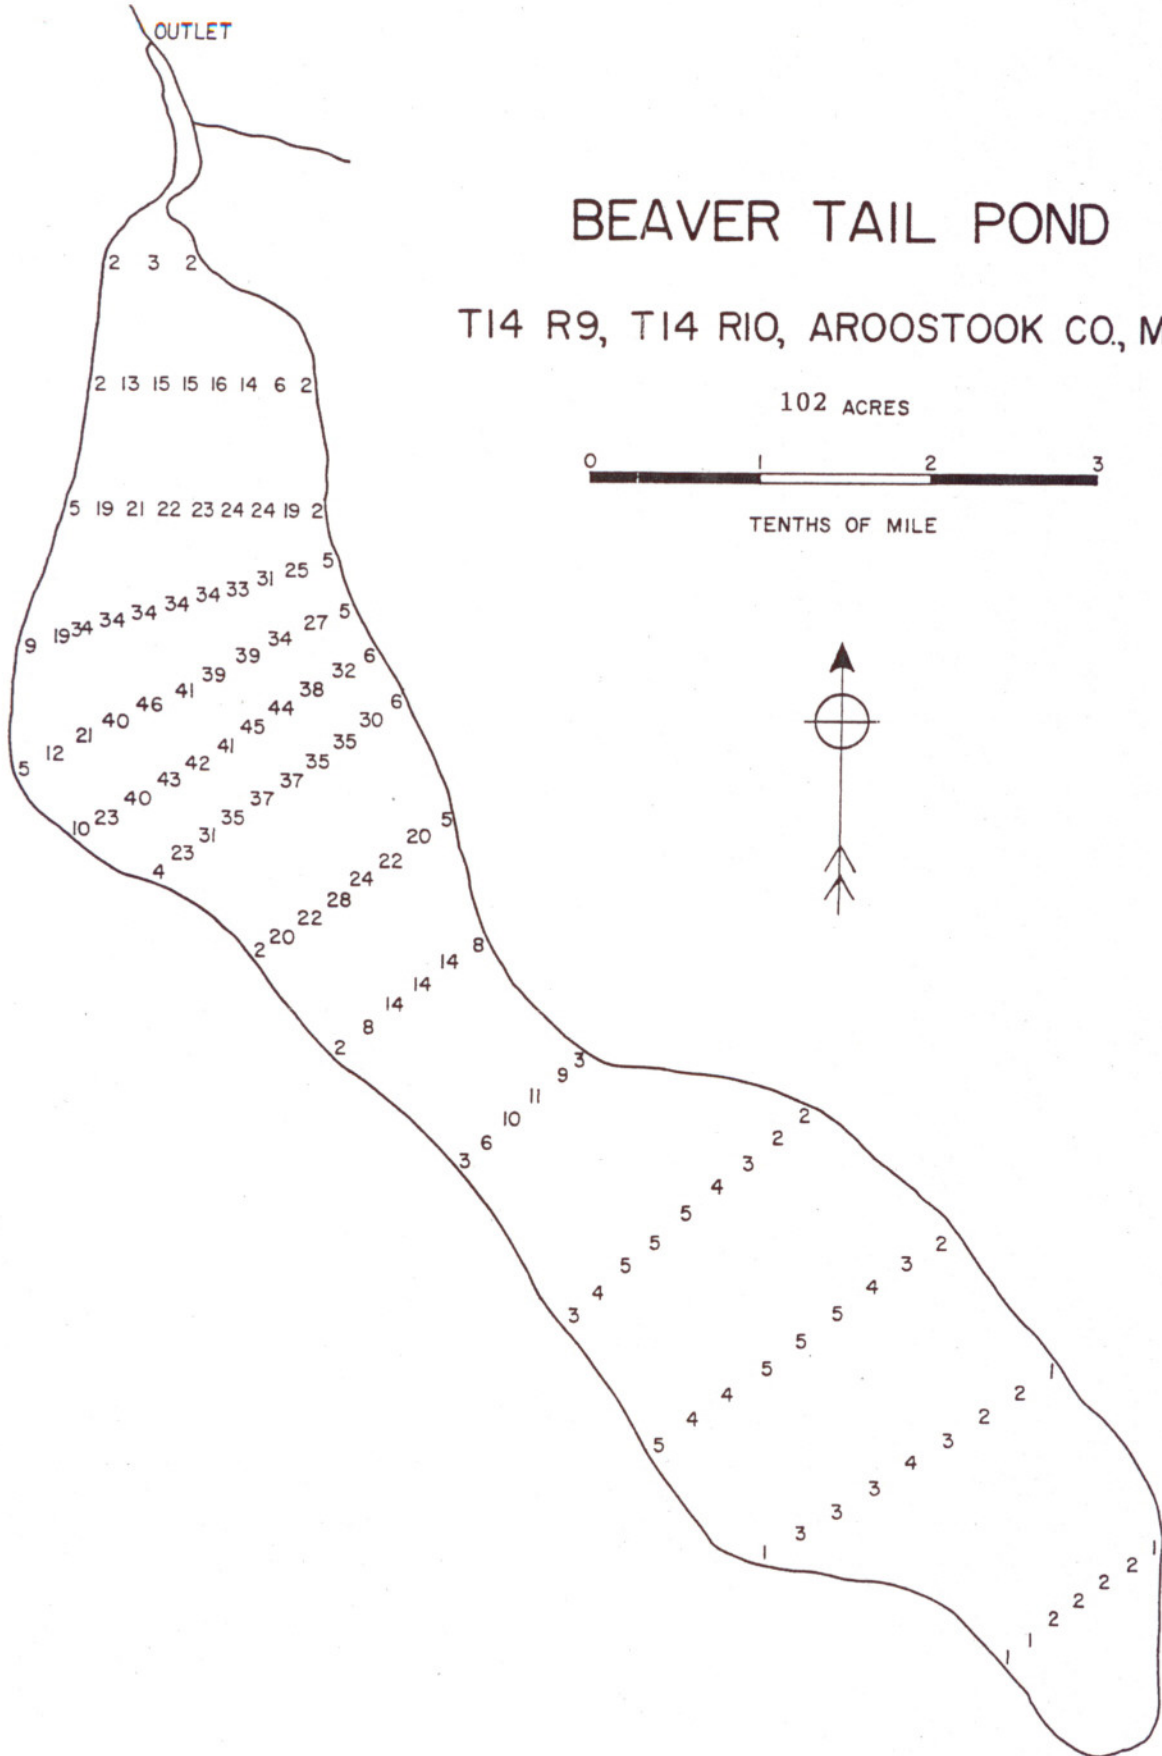 OUTLET
BEAVER TAIL POND
T14 R9, T14 R10, AROOSTOOK CO., M
102 ACRES
0 1 2 3
TENTHS OF MILE
2 3 2
2 13 15 15 16 14 6 2
5 19 21 22 23 24 24 19 2
9 19 34 34 34 34 34 33 31 25 5
5 12 21 40 46 41 39 39 34 27 5
10 23 40 43 42 41 45 44 38 32 6
4 23 31 35 37 37 35 35 30 6
2 20 22 28 24 22 20 5
2 8 14 14 14 8
3 6 10 11 9 3
3 4 5 5 5 4 3 2 2
5 4 4 5 5 5 4 3 2
1 3 3 3 4 3 2 2 1
1 1 2 2 2 2 1